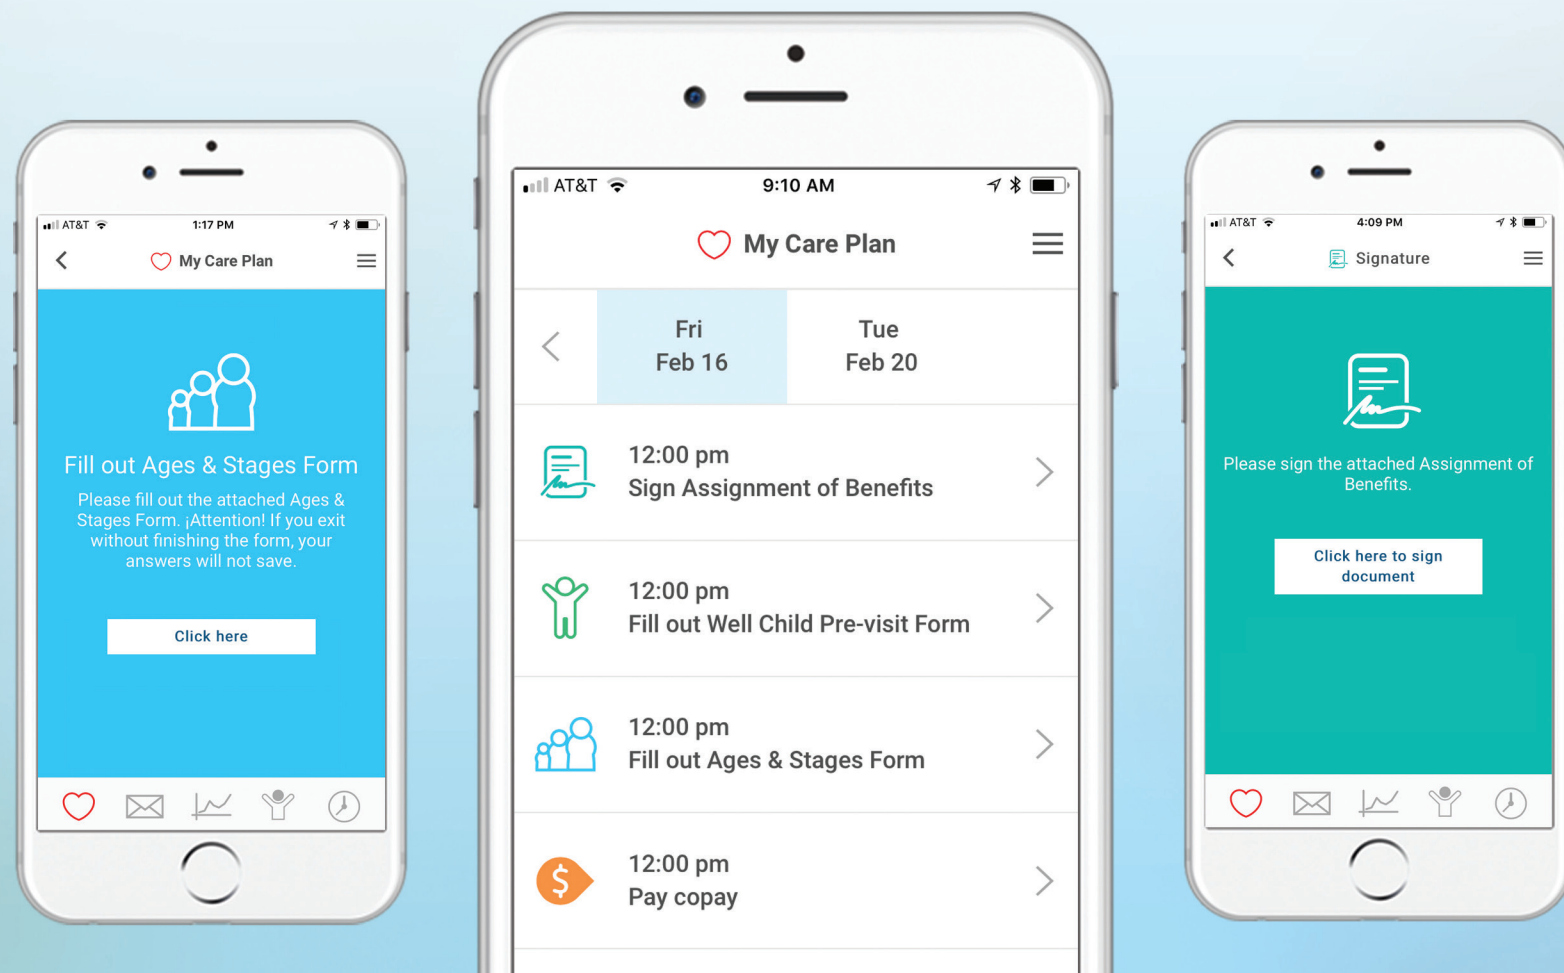 AT&T
1:17 PM
My Care Plan
Fill out Ages & Stages Form
Please fill out the attached Ages &
Stages Form. ¡Attention! If you exit
without finishing the form, your
answers will not save.
Click here
AT&T
9:10 AM
My Care Plan
Fri
Feb 16
Tue
Feb 20
12:00 pm
Sign Assignment of Benefits
12:00 pm
Fill out Well Child Pre-visit Form
12:00 pm
Fill out Ages & Stages Form
$
12:00 pm
Pay copay
AT&T
4:09 PM
Signature
Please sign the attached Assignment of
Benefits.
Click here to sign
document